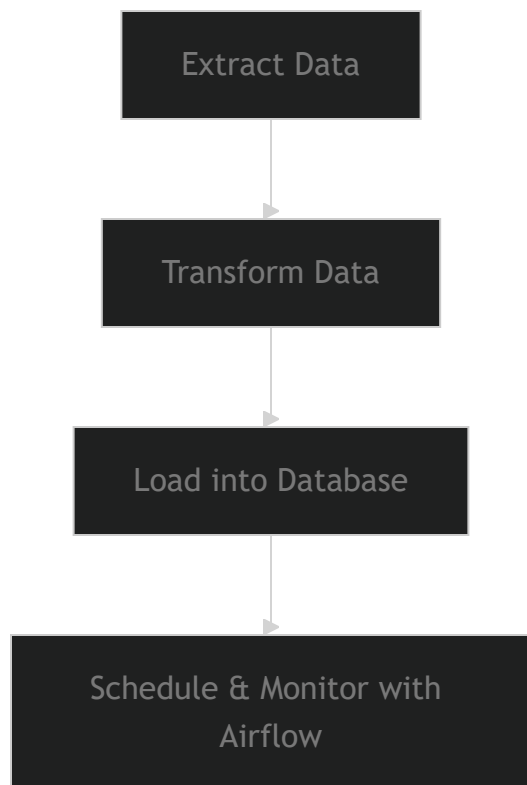 Extract Data
Transform Data
Load into Database
Schedule & Monitor with
Airflow